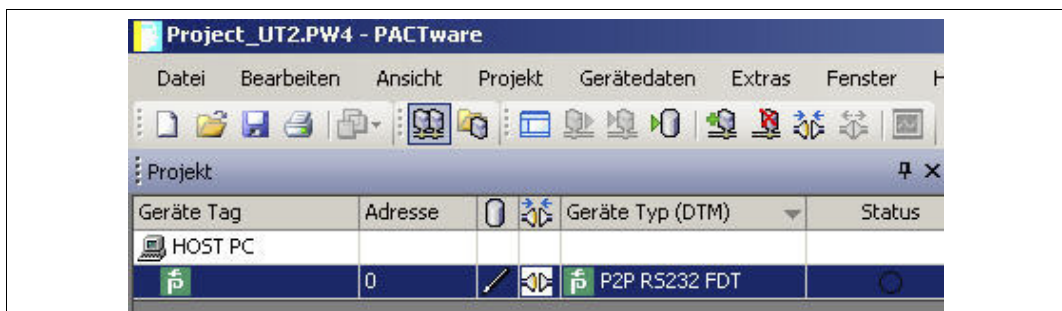 Project_UT2.PW4 - PACTware
Datei Bearbeiten Ansicht Projekt Gerätedaten Extras Fenster H
Projekt
Geräte Tag Adresse Geräte Typ (DTM) Status
HOST PC
0 P2P RS232 FDT